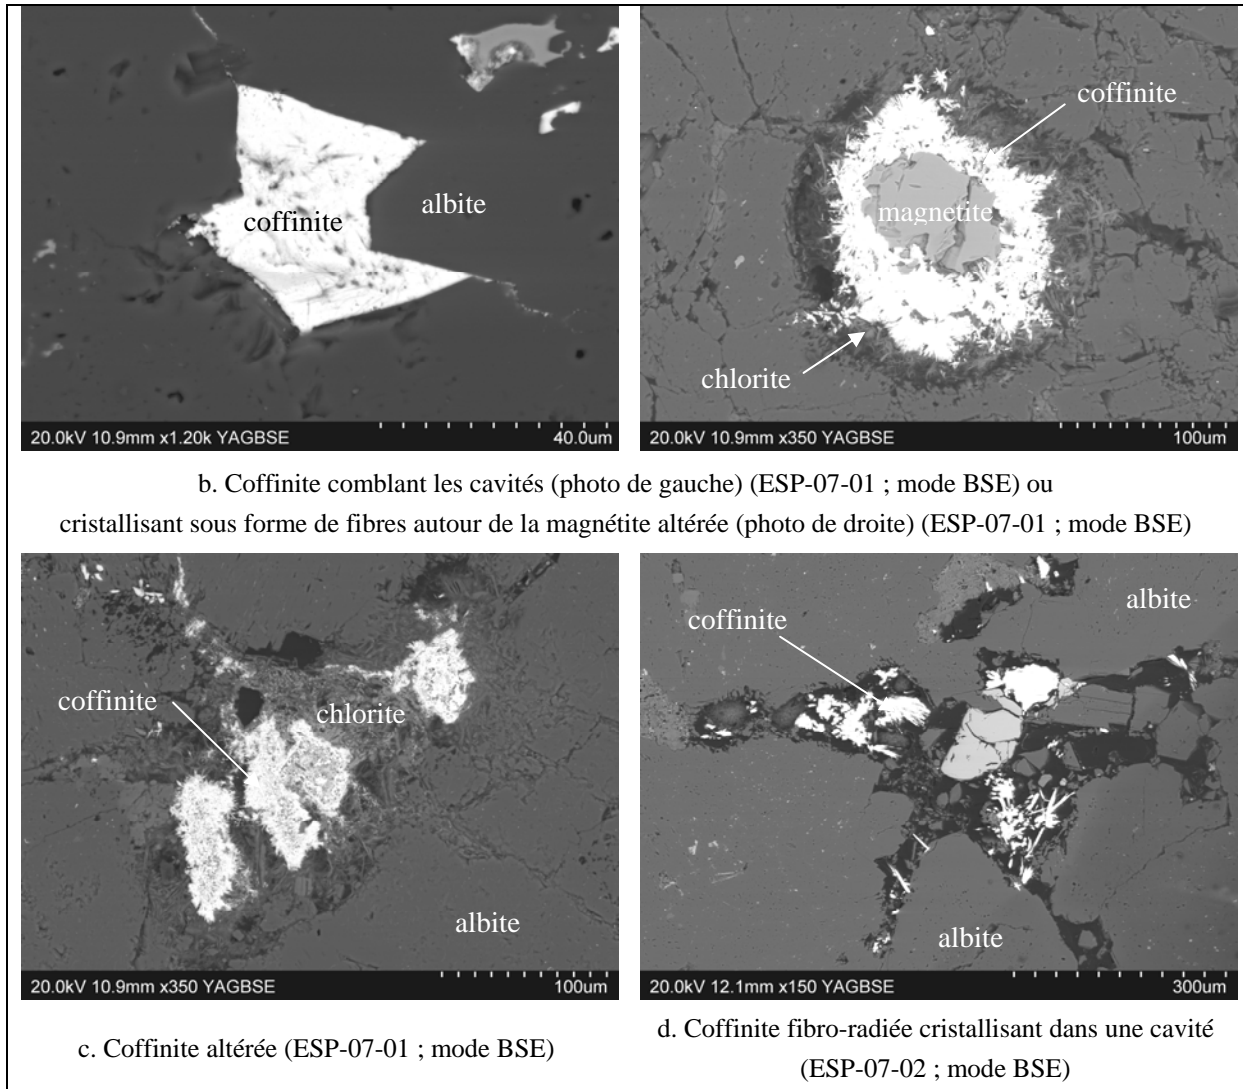 coffinite
albite
20.0kV 10.9mm x1.20k YAGBSE 40.0um
coffinite
magnetite
chlorite
20.0kV 10.9mm x350 YAGBSE 100um
b. Coffinite comblant les cavités (photo de gauche) (ESP-07-01 ; mode BSE) ou
cristallisant sous forme de fibres autour de la magnétite altérée (photo de droite) (ESP-07-01 ; mode BSE)
coffinite
chlorite
albite
20.0kV 10.9mm x350 YAGBSE 100um
albite
coffinite
albite
20.0kV 12.1mm x150 YAGBSE 300um
c. Coffinite altérée (ESP-07-01 ; mode BSE)
d. Coffinite fibro-radiée cristallisant dans une cavité
(ESP-07-02 ; mode BSE)